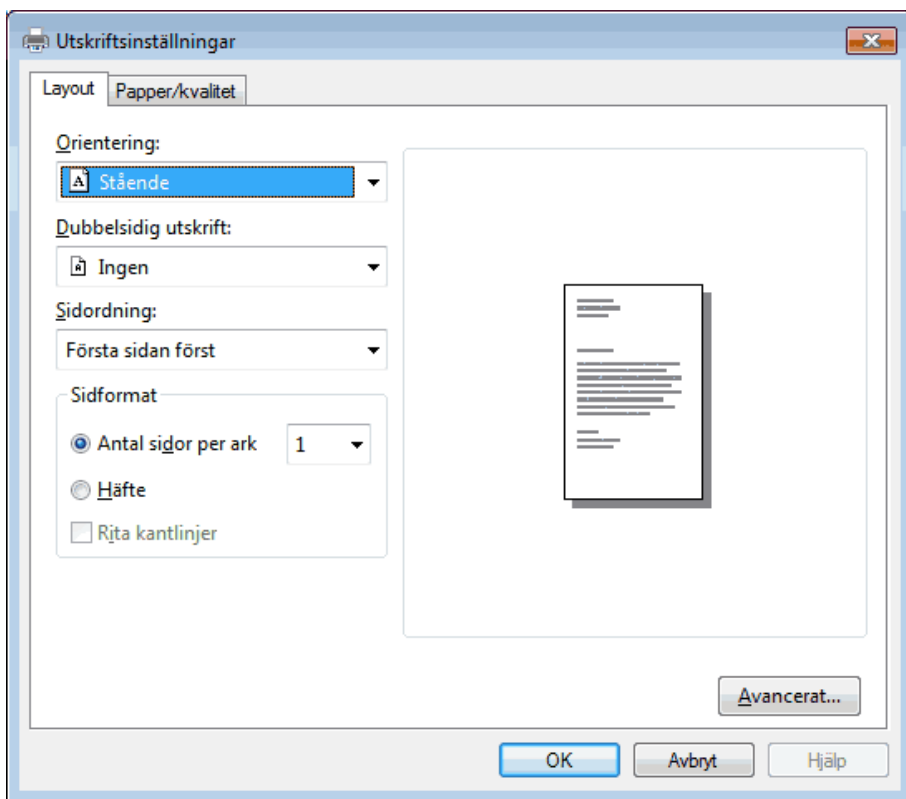 Utskriftsinställningar
Layout
Papper/kvalitet
Orientering:
Stående
Dubbelsidig utskrift:
Ingen
Sidordning:
Första sidan först
Sidformat
Antal sidor per ark 1
Häfte
Rita kantlinjer
Avancerat...
OK Avbryt Hjälp